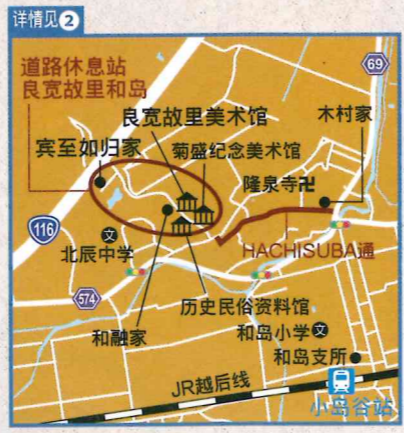 详情见2
69
道路休息站
良宽故里和岛
良宽故里美术馆
木村家
宾至如归家
菊盛纪念美术馆
隆泉寺卍
116
文
北辰中学
HACHISUBA通
574
历史民俗资料馆
和融家
和岛小学文
和岛支所
JR越后线
小岛谷站